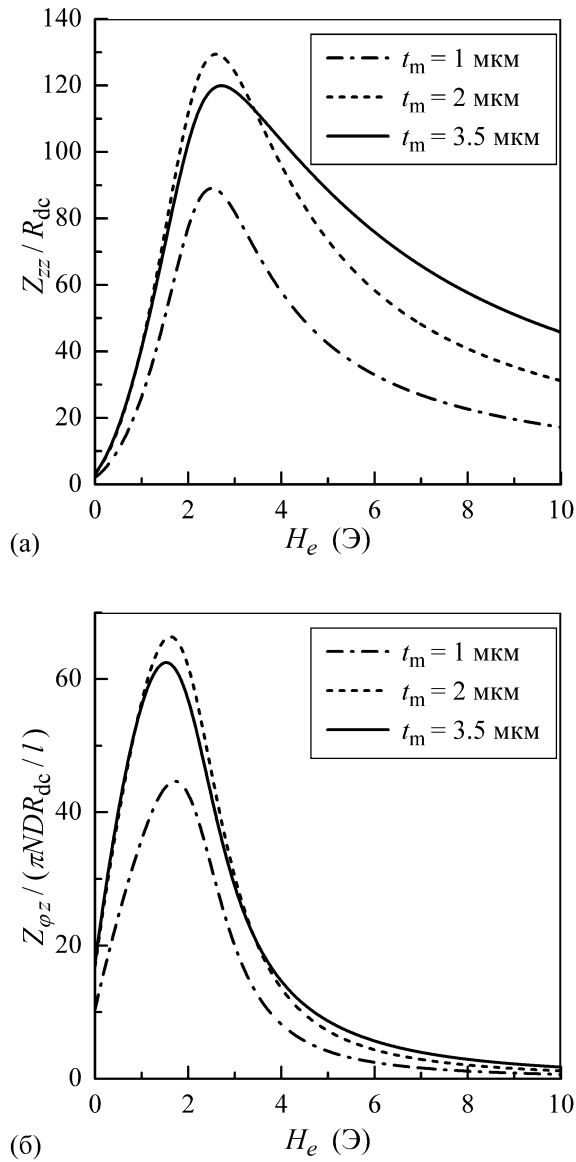 140
120
100
80
60
40
20
0
Z_zz / R_dc
t_m = 1 мкм
t_m = 2 мкм
t_m = 3.5 мкм
0 2 4 6 8 10
(а)
H_e (Э)
60
40
20
0
Z_φz / (πNDR_dc / l)
t_m = 1 мкм
t_m = 2 мкм
t_m = 3.5 мкм
0 2 4 6 8 10
(б)
H_e (Э)